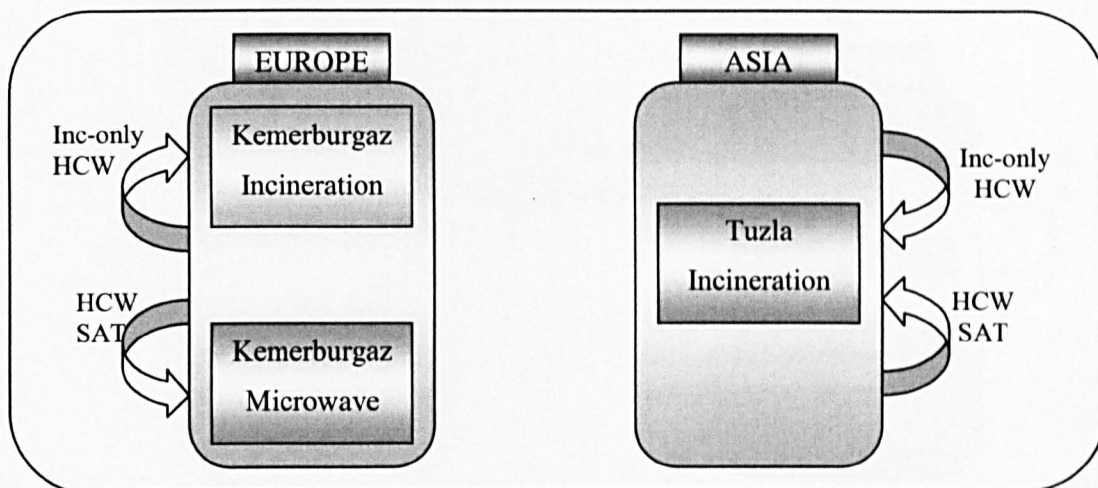 EUROPE
Inc-only
HCW
Kemerburgaz
Incineration
HCW
SAT
Kemerburgaz
Microwave
ASIA
Inc-only
HCW
Tuzla
Incineration
HCW
SAT